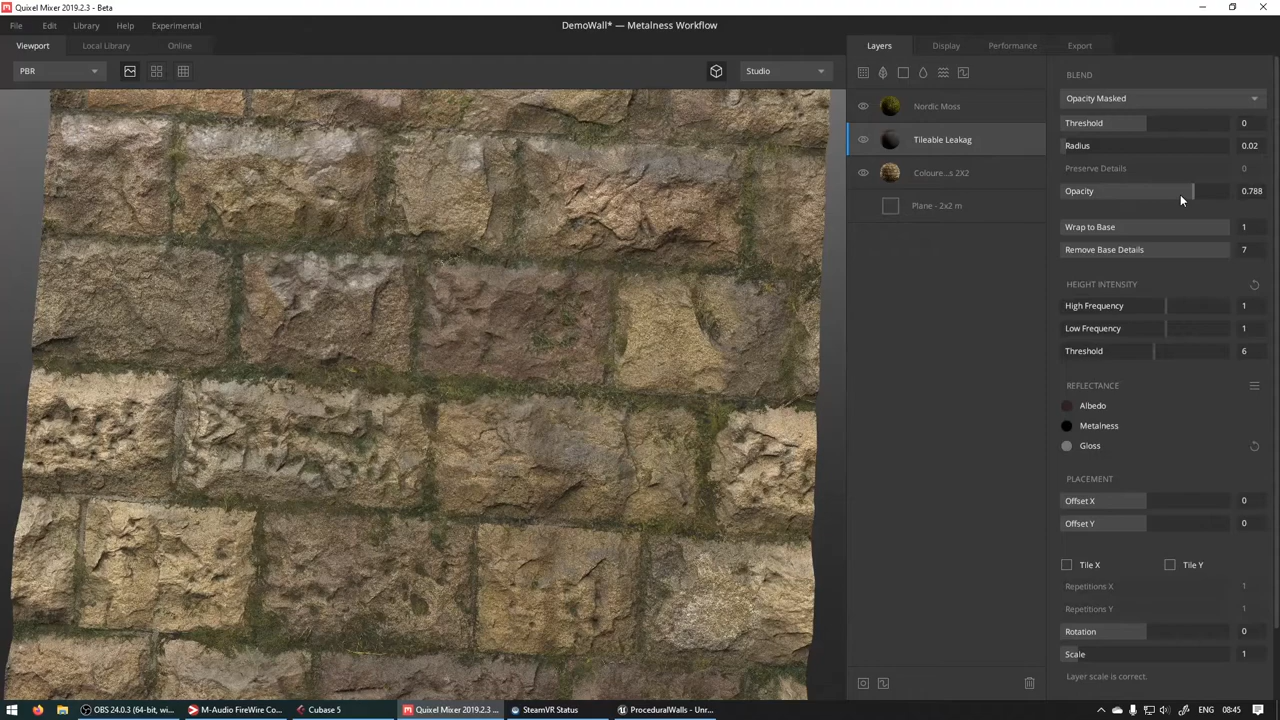 Quixel Mixer 2019.2.3 - Beta
File Edit Library Help Experimental
DemoWall* — Metalness Workflow
Viewport Local Library Online
Layers Display Performance Export
PBR
Studio
Nordic Moss
Tileable Leakag
Coloure...s 2X2
Plane - 2x2 m
BLEND
Opacity Masked
Threshold 0
Radius 0.02
Preserve Details 0
Opacity 0.788
Wrap to Base 1
Remove Base Details 7
HEIGHT INTENSITY
High Frequency 1
Low Frequency 1
Threshold 6
REFLECTANCE
Albedo
Metalness
Gloss
PLACEMENT
Offset X 0
Offset Y 0
Tile X Tile Y
Repetitions X 1
Repetitions Y 1
Rotation 0
Scale 1
Layer scale is correct.
OBS 24.0.3 (64-bit, w... M-Audio FireWire Co... Cubase 5 Quixel Mixer 2019.2.3 ... SteamVR Status ProceduralWalls - Unr... ENG 08:45